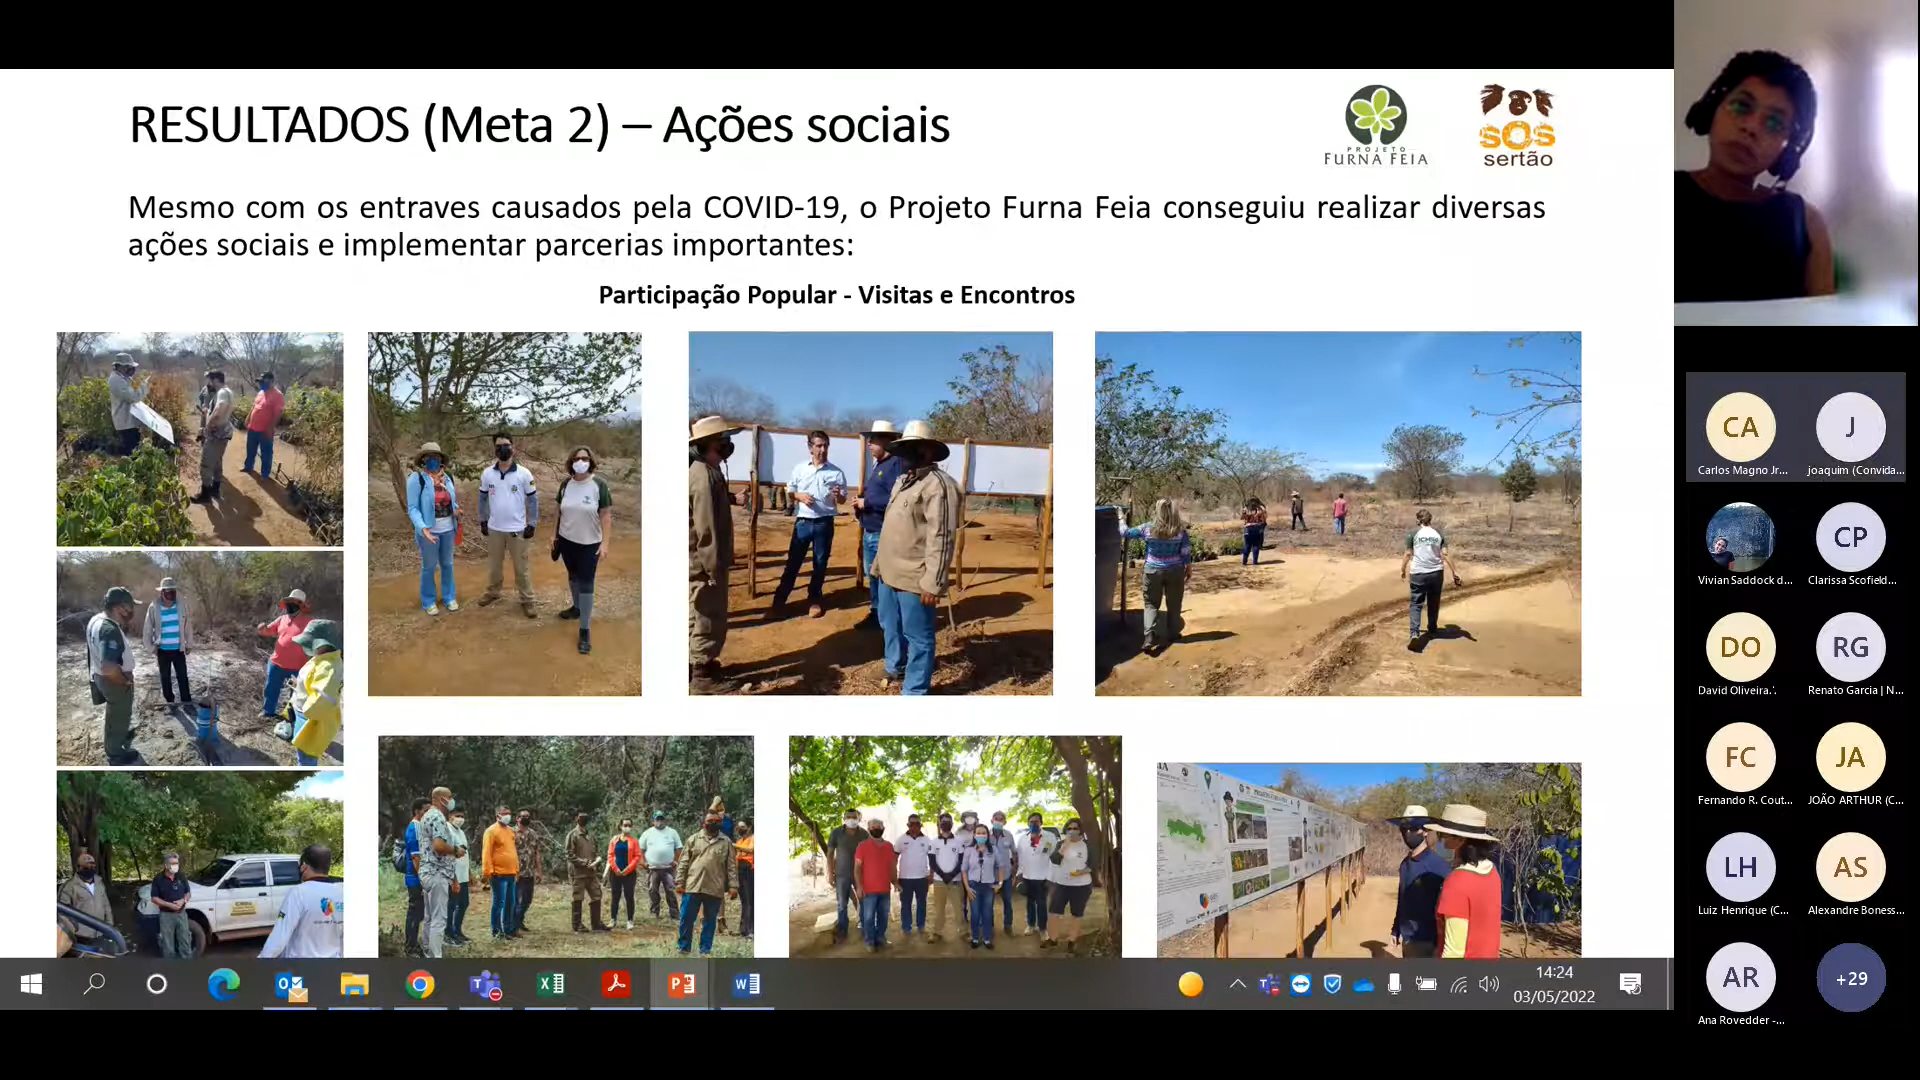 RESULTADOS (Meta 2) – Ações sociais
PROJETO
FURNA FEIA
SOS
sertão
Mesmo com os entraves causados pela COVID-19, o Projeto Furna Feia conseguiu realizar diversas
ações sociais e implementar parcerias importantes:
Participação Popular - Visitas e Encontros
CA
J
Carlos Magno Jr...
joaquim (Convida...
CP
Vivian Saddock d...
Clarissa Scofield...
DO
RG
David Oliveira.'.
Renato Garcia | N...
FC
JA
Fernando R. Cout...
JOÃO ARTHUR (C...
LH
AS
Luiz Henrique (C...
Alexandre Boness...
AR
+29
Ana Rovedder -...
14:24
03/05/2022